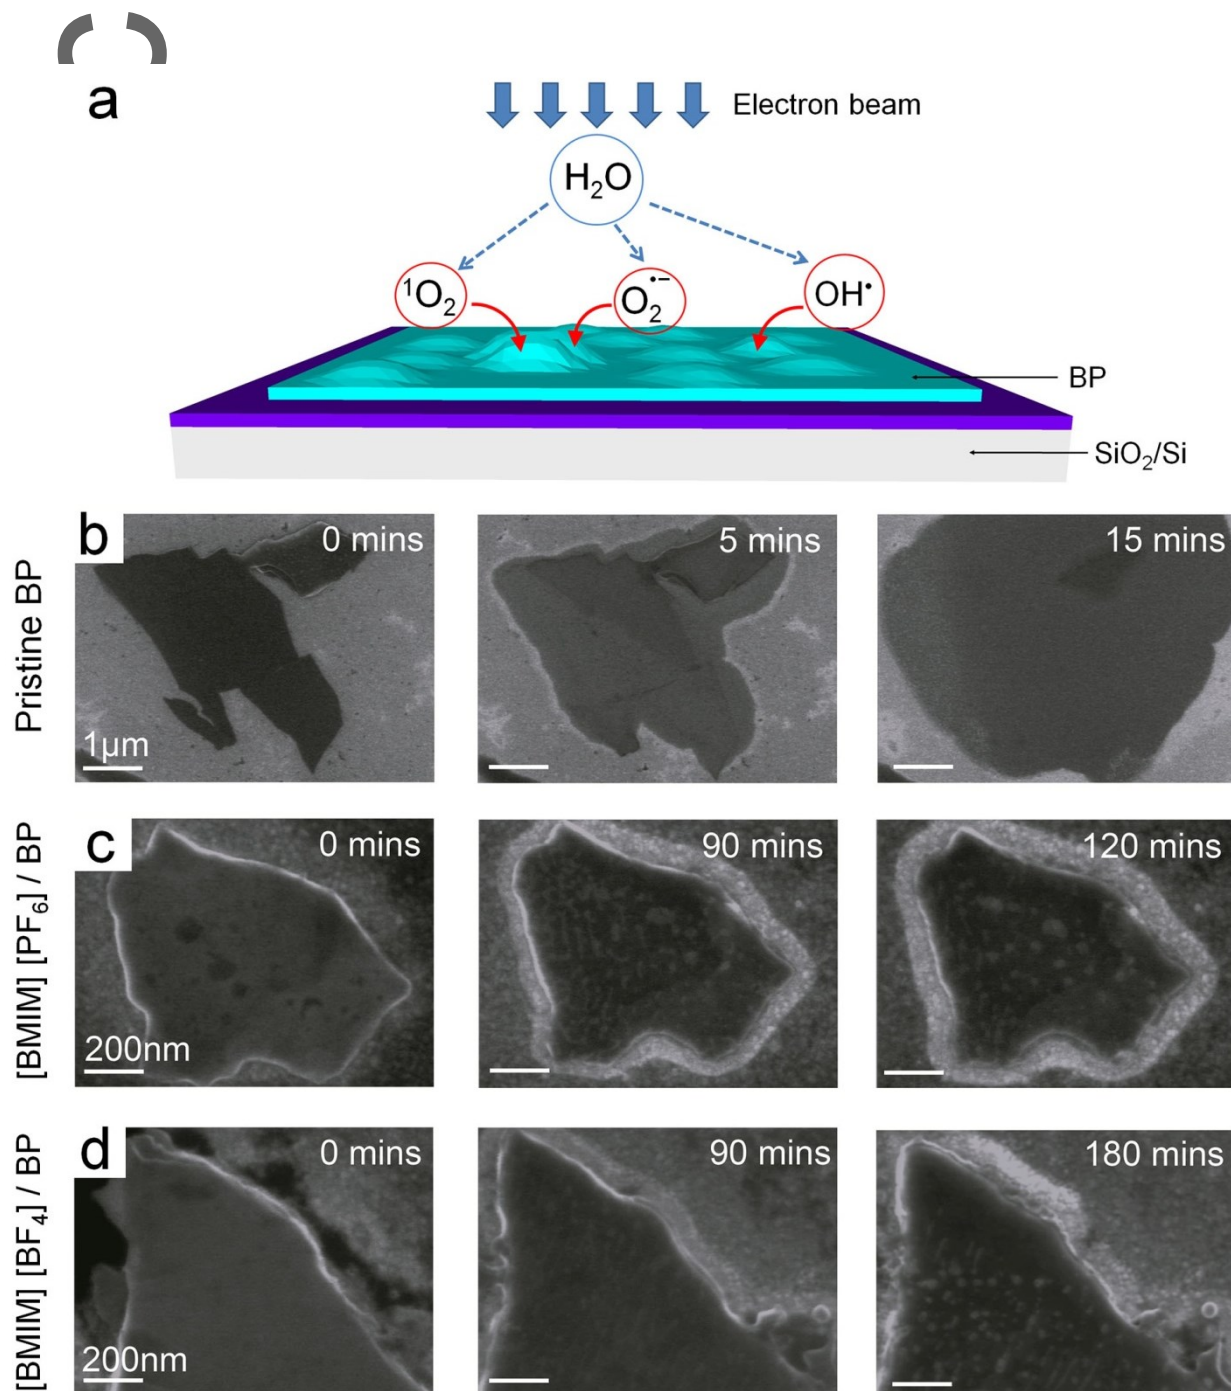 a
Electron beam
H₂O
¹O₂
O₂•−
OH•
BP
SiO₂/Si
Pristine BP
b
0 mins
5 mins
15 mins
1μm
[BMIM] [PF₆] / BP
c
0 mins
90 mins
120 mins
200nm
[BMIM] [BF₄] / BP
d
0 mins
90 mins
180 mins
200nm